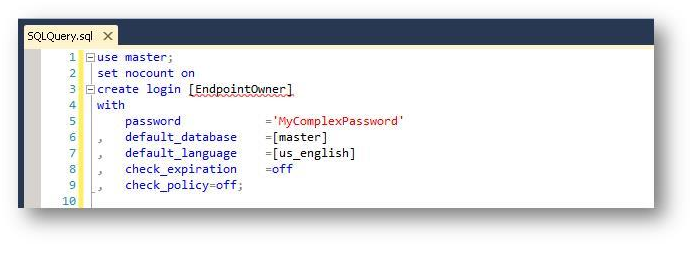 SQLQuery.sql ×
1 use master;
2 set nocount on
3 create login [EndpointOwner]
4 with
5 password ='MyComplexPassword'
6 , default_database =[master]
7 , default_language =[us_english]
8 , check_expiration =off
9 , check_policy=off;
10